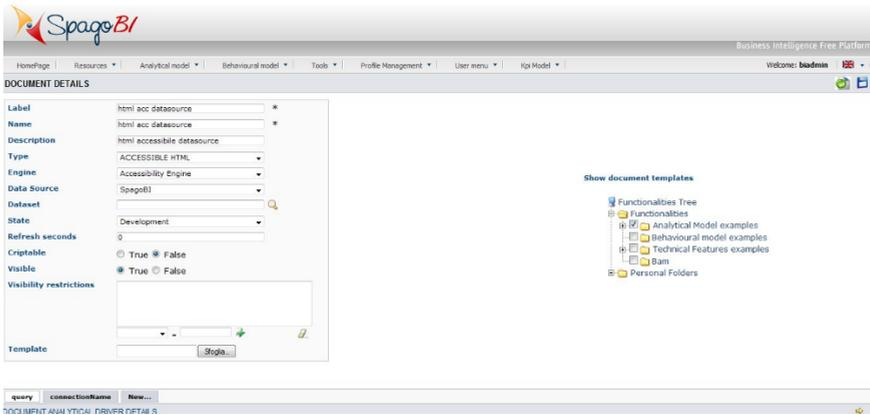 SpagoBI
Business Intelligence Free Platform
HomePage Resources Analytical model Behavioural model Tools Profile Management User menu Kpi Model Welcome: biadmin
DOCUMENT DETAILS
Label html acc datasource *
Name html acc datasource *
Description html accessibile datasource
Type ACCESSIBLE HTML
Engine Accessibility Engine
Data Source SpagoBI
Dataset
State Development
Refresh seconds 0
Criptable True False
Visible True False
Visibility restrictions
=
Template Sfoglia..
Show document templates
Functionalities Tree
Functionalities
Analytical Model examples
Behavioural model examples
Technical Features examples
Bam
Personal Folders
query connectionName New...
DOCUMENT ANALYTICAL DRIVER DETAILS